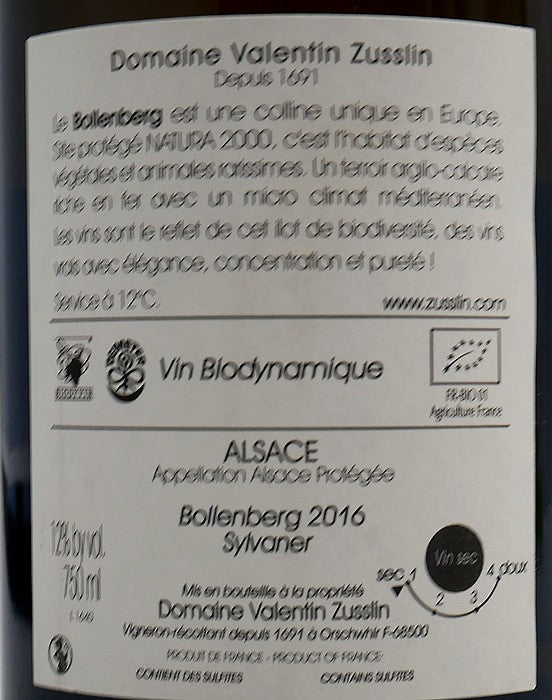 Domaine Valentin Zusslin
Depuis 1691
Le Bollenberg est une colline unique en Europe.
Site protégé NATURA 2000, c'est l'habitat d'espèces
végétales et animales rarissimes. Un terroir argilo-calcaire
riche en fer avec un micro climat méditerranéen.
Les vins sont le reflet de cet îlot de biodiversité, des vins
vrais avec élégance, concentration et pureté !
Service à 12°C.
www.zusslin.com
DEMETER
Vin Biodynamique
FR-BIO-01
Agriculture France
ALSACE
Appellation Alsace Protégée
Bollenberg 2016
Sylvaner
12% by vol.
750 ml
Vin sec
sec 1 2 3 4 doux
Mis en bouteille à la propriété
Domaine Valentin Zusslin
Vigneron-récoltant depuis 1691 à Orschwihr F-68500
PRODUIT DE FRANCE - PRODUCT OF FRANCE
CONTIENT DES SULFITES CONTAINS SULFITES